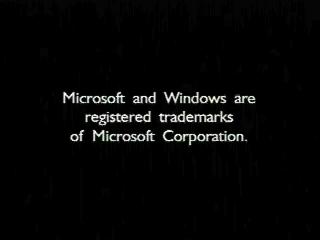 Microsoft and Windows are
registered trademarks
of Microsoft Corporation.